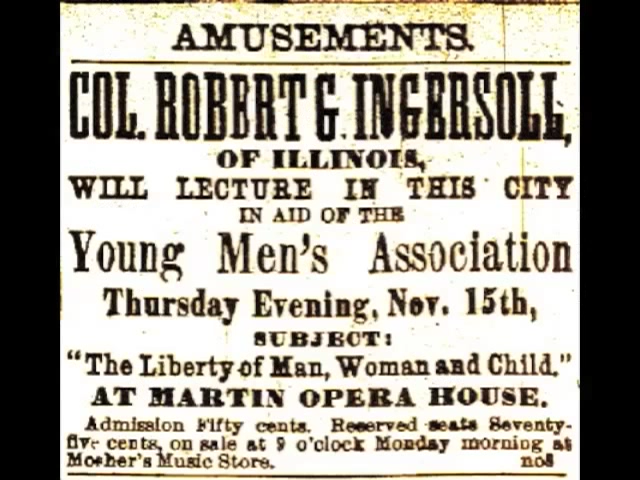 AMUSEMENTS.
COL. ROBERT G. INGERSOLL,
OF ILLINOIS,
WILL LECTURE IN THIS CITY
IN AID OF THE
Young Men's Association
Thursday Evening, Nov. 15th,
SUBJECT:
"The Liberty of Man, Woman and Child."
AT MARTIN OPERA HOUSE.
Admission Fifty cents. Reserved seats Seventy-
five cents, on sale at 9 o'clock Monday morning at
Mosher's Music Store. no8